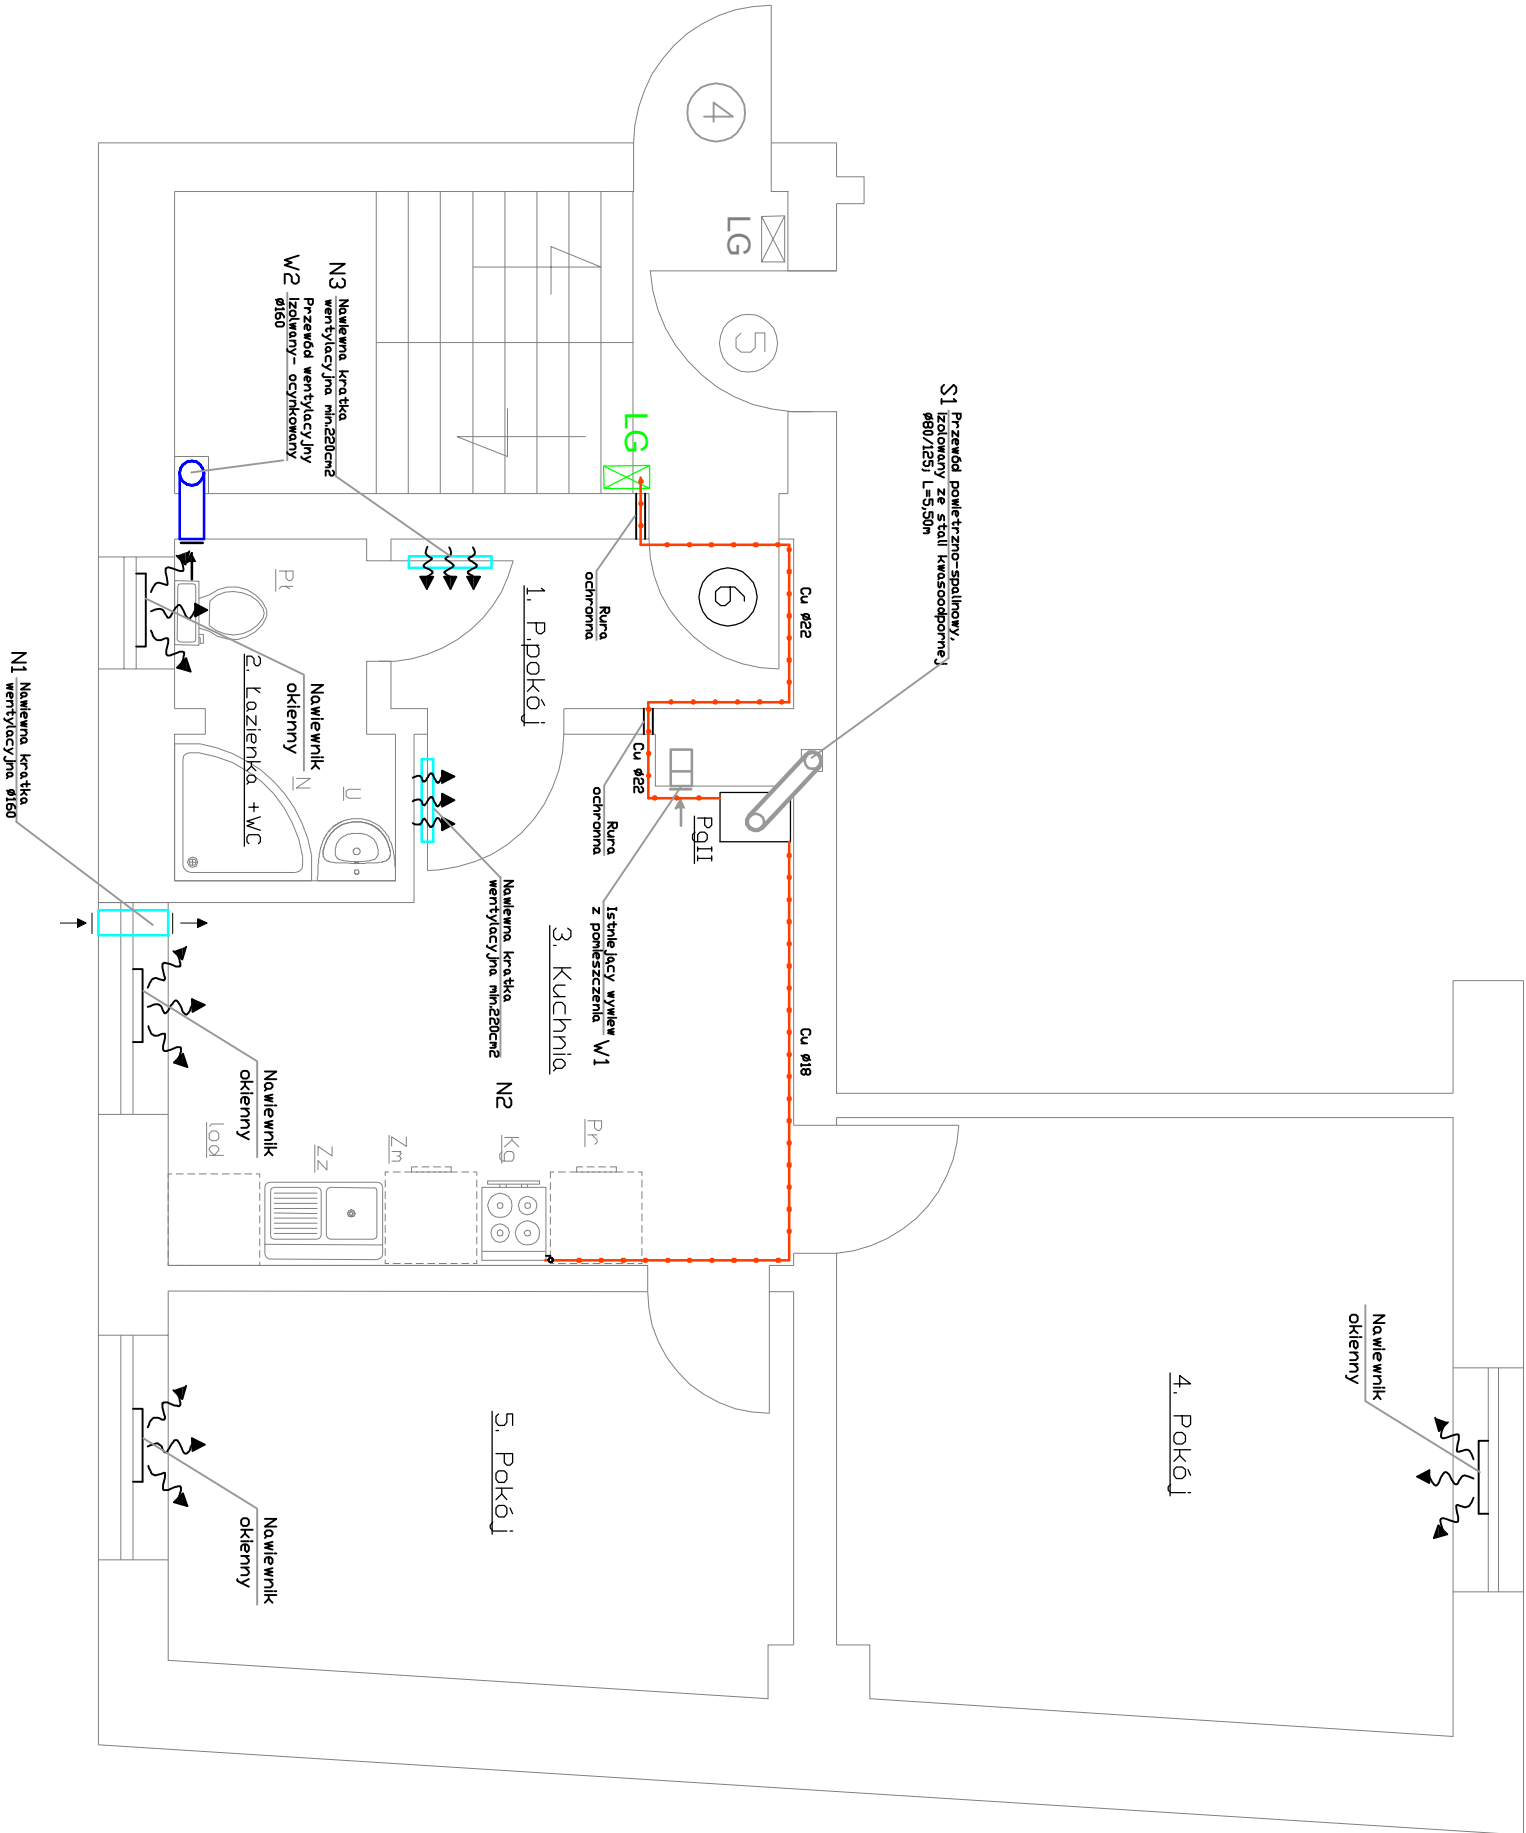 4
LG
5
S1 Przewód powietrzno-spalinowy,
izolowany ze stali kwasoodpornej
ø80/125; L=5,50m
N3 Nawiewna kratka
wentylacyjna min.220cm2
W2 Przewód wentylacyjny
izolwany- ocynkowany
ø160
LG
6
Cu ø22
Rura
ochronna
1. P.pokój
Pł
2. Łazienka +WC
Nawiewnik
okienny
N
U
N1 Nawiewna kratka
wentylacyjna ø160
Cu ø22
Rura
ochronna
PgII
Istniejący wywiew
z pomieszczenia W1
Nawiewna kratka
wentylacyjna min.220cm2
N2
3. Kuchnia
Cu ø18
Nawiewnik
okienny
lod
Zz
Zm
Kg
Pr
4. Pokój
Nawiewnik
okienny
5. Pokój
Nawiewnik
okienny